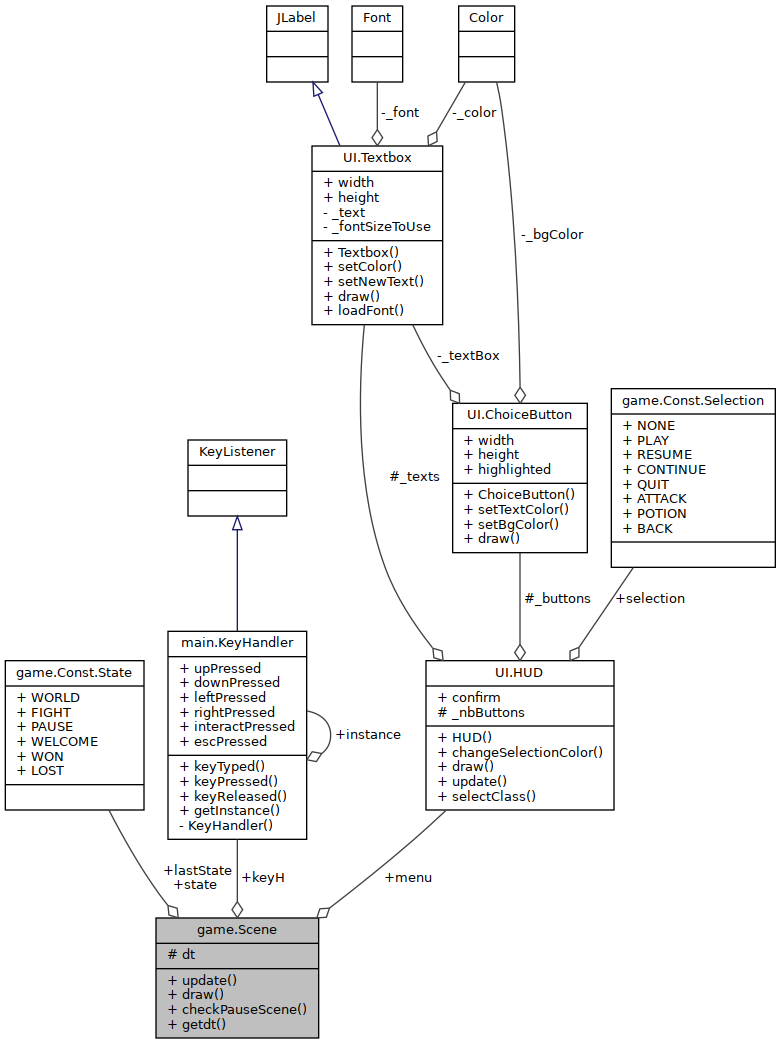 JLabel
Font
Color
-_font
-_color
UI.Textbox
+ width
+ height
- _text
- _fontSizeToUse
+ Textbox()
+ setColor()
+ setNewText()
+ draw()
+ loadFont()
-_bgColor
-_textBox
UI.ChoiceButton
+ width
+ height
+ highlighted
+ ChoiceButton()
+ setTextColor()
+ setBgColor()
+ draw()
game.Const.Selection
+ NONE
+ PLAY
+ RESUME
+ CONTINUE
+ QUIT
+ ATTACK
+ POTION
+ BACK
KeyListener
#_texts
#_buttons
+selection
game.Const.State
+ WORLD
+ FIGHT
+ PAUSE
+ WELCOME
+ WON
+ LOST
main.KeyHandler
+ upPressed
+ downPressed
+ leftPressed
+ rightPressed
+ interactPressed
+ escPressed
+ keyTyped()
+ keyPressed()
+ keyReleased()
+ getInstance()
- KeyHandler()
+instance
UI.HUD
+ confirm
# _nbButtons
+ HUD()
+ changeSelectionColor()
+ draw()
+ update()
+ selectClass()
+lastState
+state
+keyH
+menu
game.Scene
# dt
+ update()
+ draw()
+ checkPauseScene()
+ getdt()